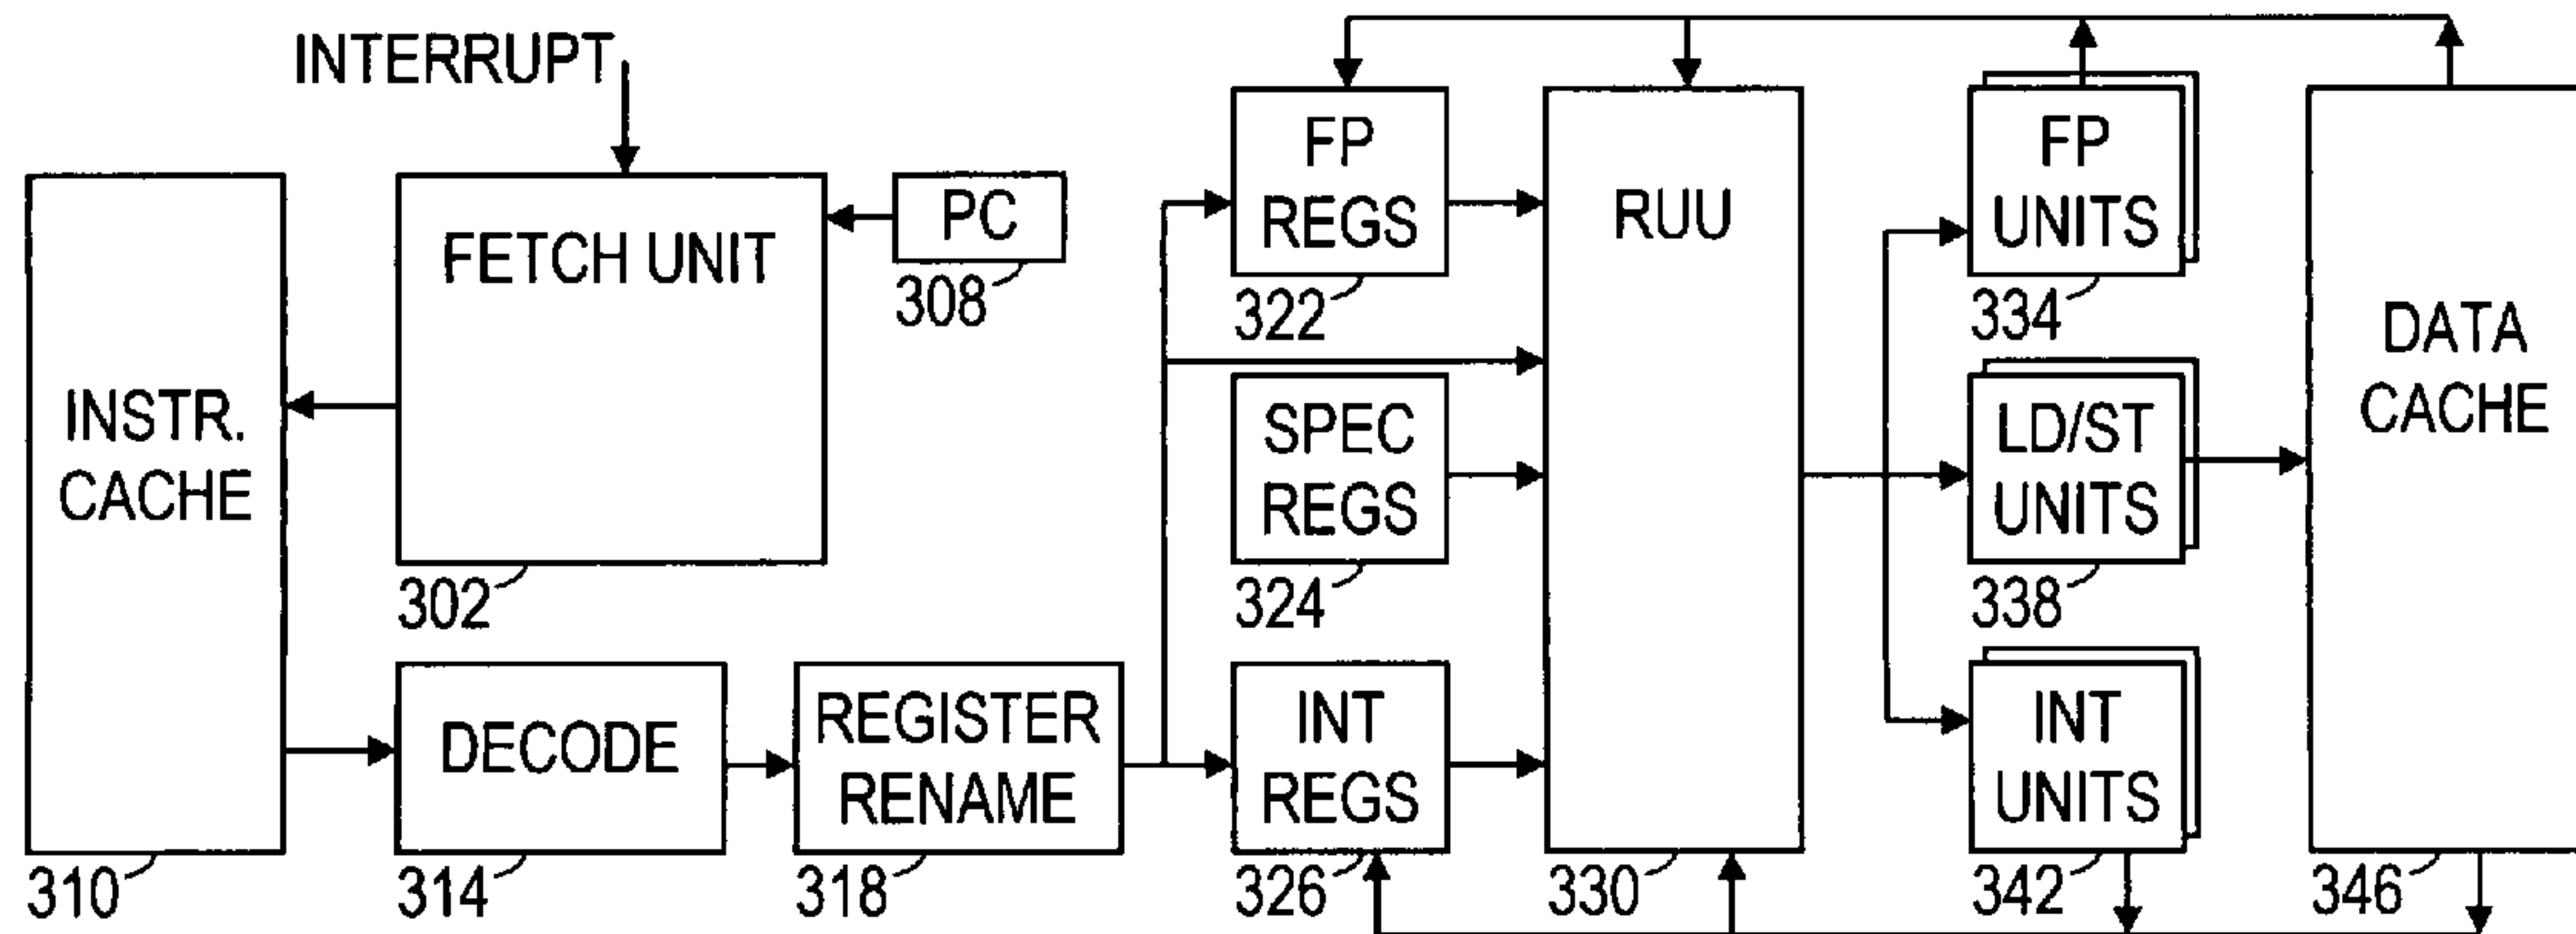 INTERRUPT
INSTR.
CACHE
310
FETCH UNIT
302
PC
308
DECODE
314
REGISTER
RENAME
318
FP
REGS
322
SPEC
REGS
324
INT
REGS
326
RUU
330
FP
UNITS
334
LD/ST
UNITS
338
INT
UNITS
342
DATA
CACHE
346